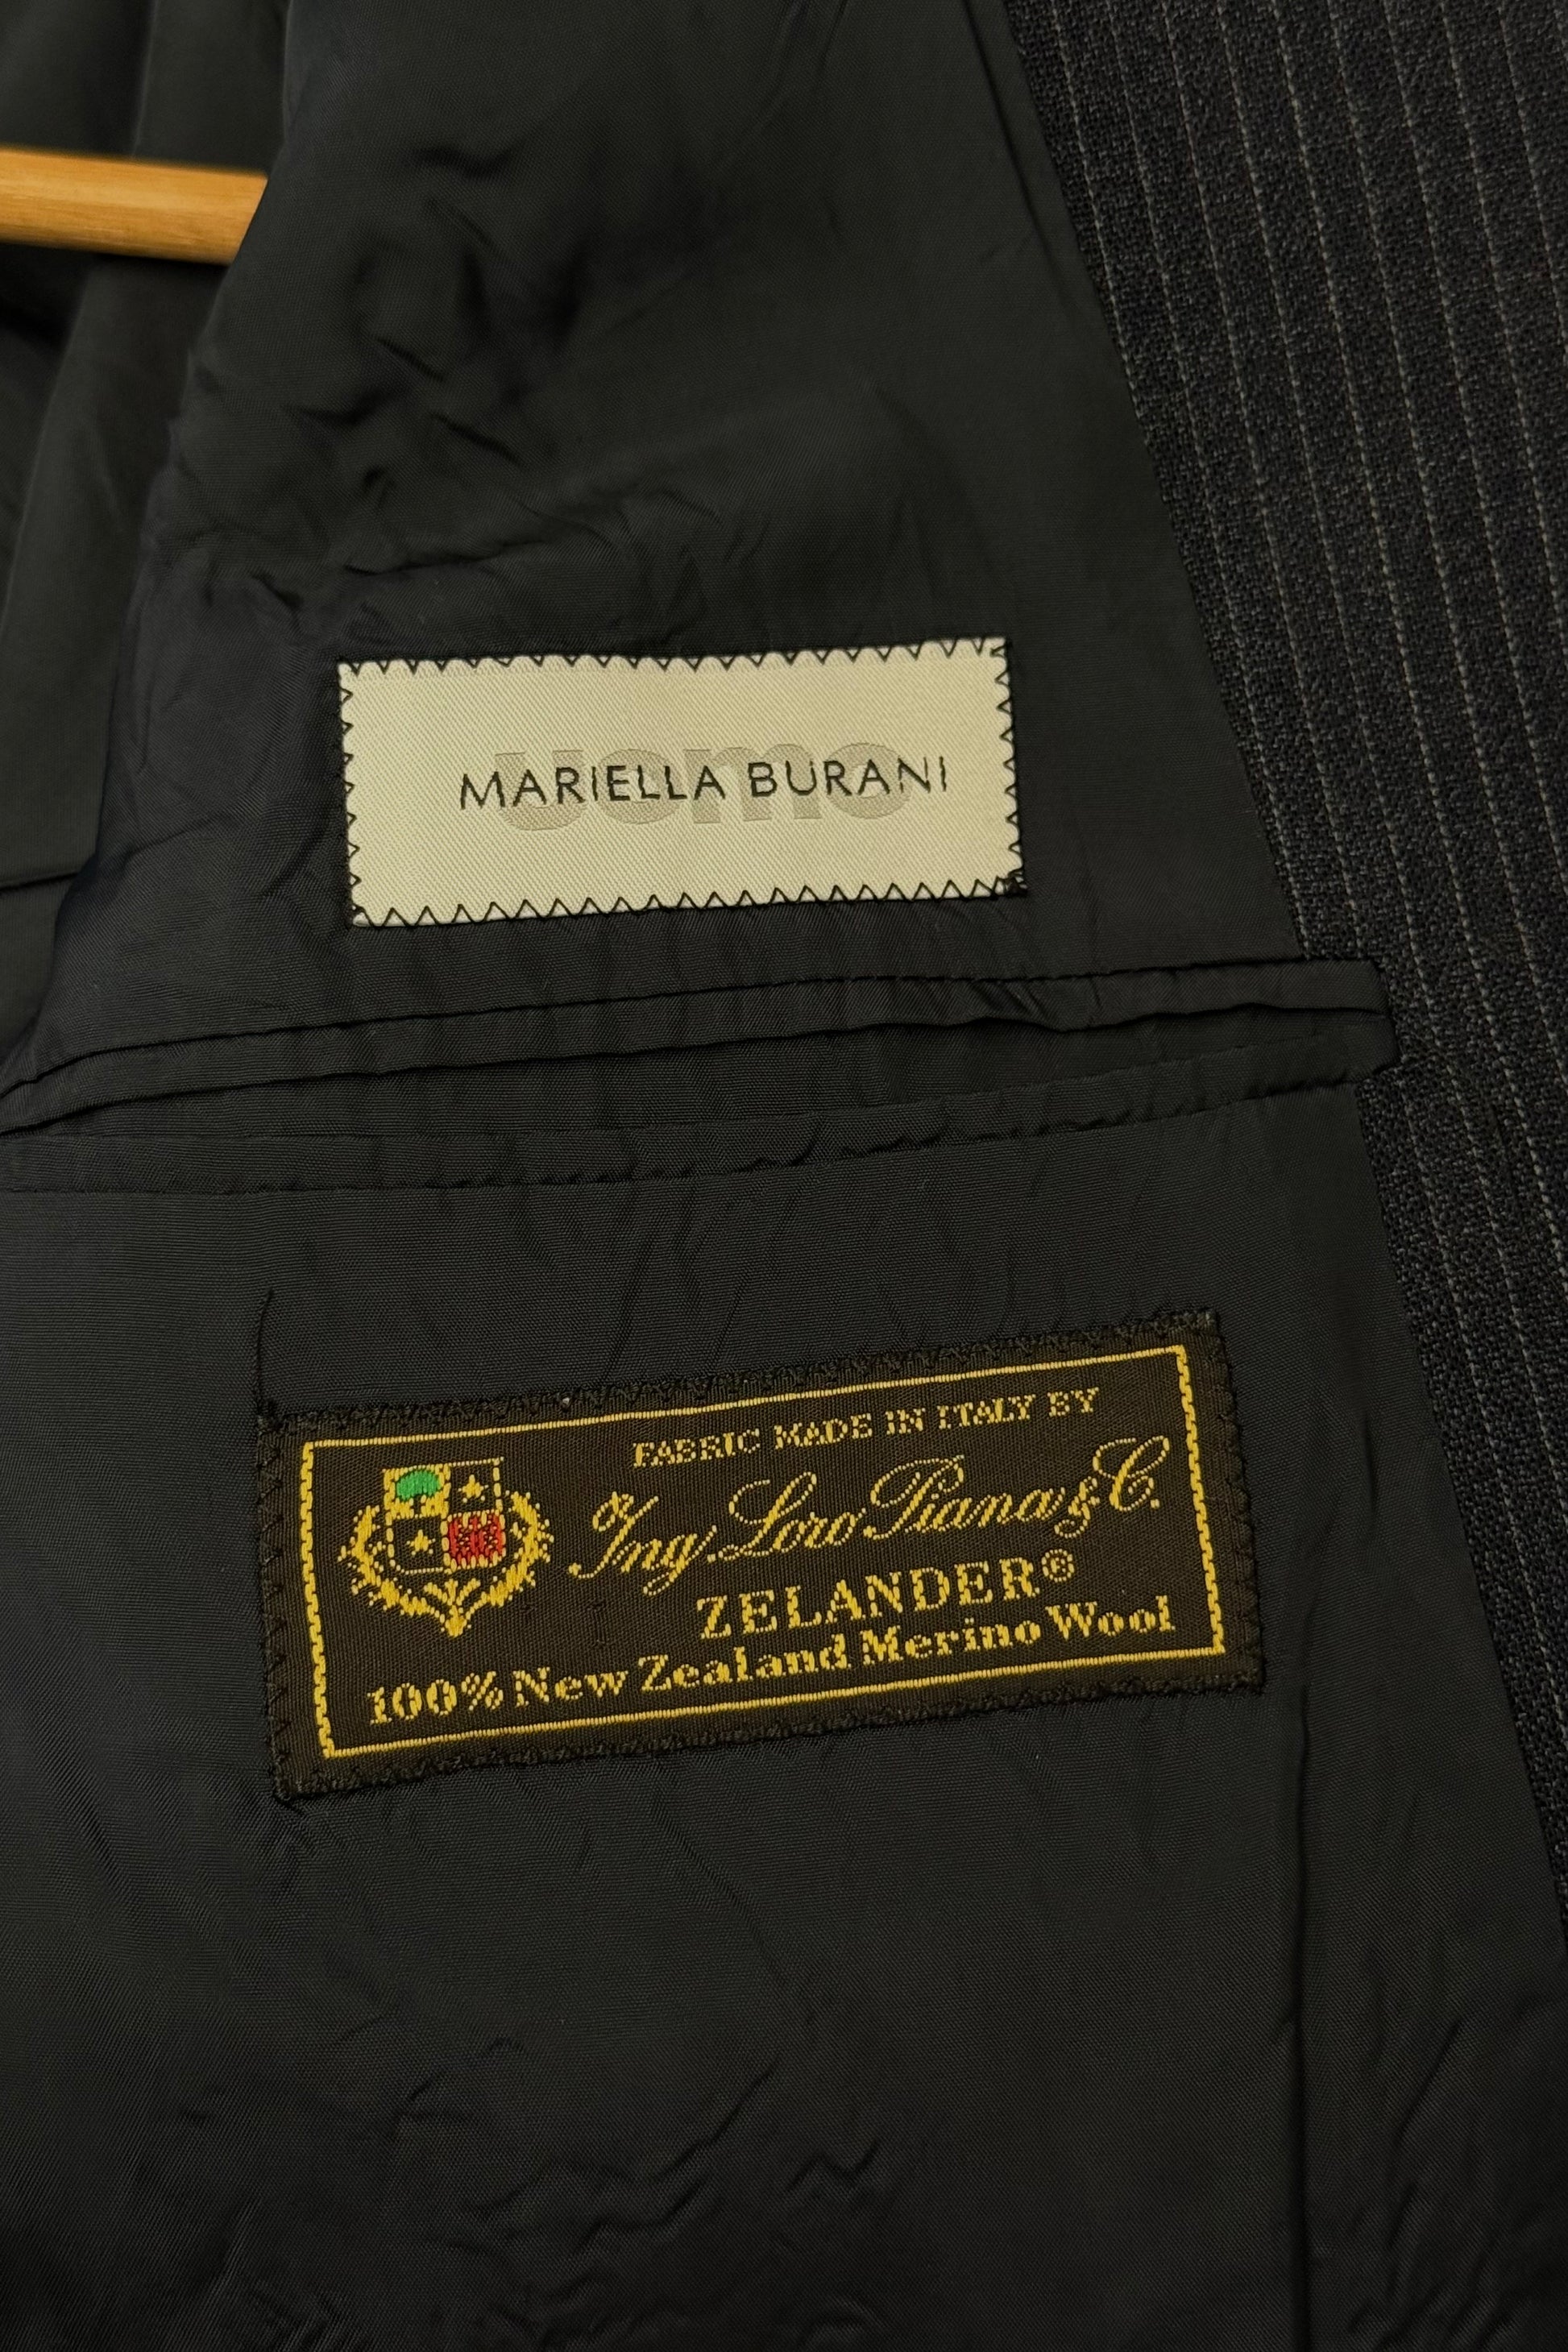 uomo
MARIELLA BURANI
FABRIC MADE IN ITALY BY
Ing. Loro Piana & C.
ZELANDER®
100% New Zealand Merino Wool